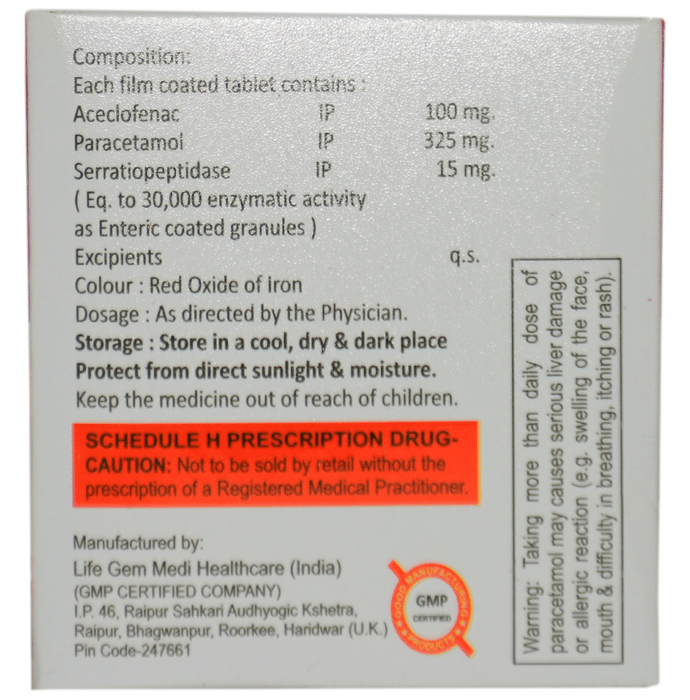 Composition:
Each film coated tablet contains :
Aceclofenac IP 100 mg.
Paracetamol IP 325 mg.
Serratiopeptidase IP 15 mg.
( Eq. to 30,000 enzymatic activity
as Enteric coated granules )
Excipients q.s.
Colour : Red Oxide of Iron
Dosage : As directed by the Physician.
Storage : Store in a cool, dry & dark place
Protect from direct sunlight & moisture.
Keep the medicine out of reach of children.
SCHEDULE H PRESCRIPTION DRUG-
CAUTION: Not to be sold by retail without the
prescription of a Registered Medical Practitioner.
Manufactured by:
Life Gem Medi Healthcare (India)
(GMP CERTIFIED COMPANY)
I.P. 46, Raipur Sahkari Audhyogic Kshetra,
Raipur, Bhagwanpur, Roorkee, Haridwar (U.K.)
Pin Code-247661
GOOD MANUFACTURING
GMP
CERTIFIED
PRODUCTS
Warning: Taking more than daily dose of
paracetamol may causes serious liver damage
or allergic reaction (e.g. swelling of the face,
mouth & difficulty in breathing, itching or rash).